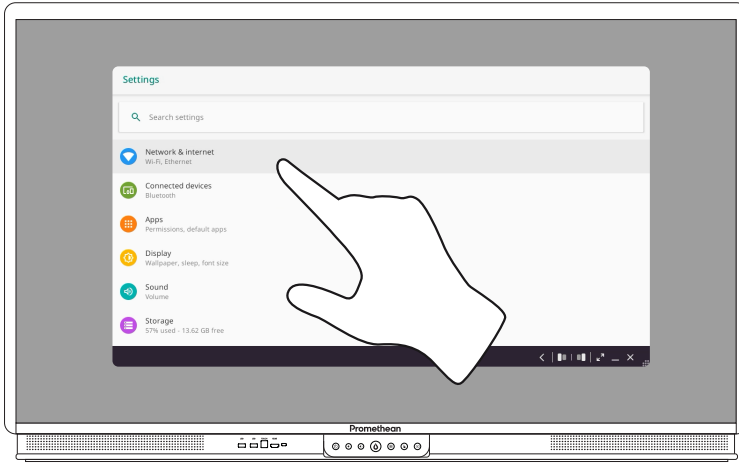 Settings
Search settings
Network & internet
Wi-Fi, Ethernet
Connected devices
Bluetooth
Apps
Permissions, default apps
Display
Wallpaper, sleep, font size
Sound
Volume
Storage
57% used - 13.62 GB free
Promethean